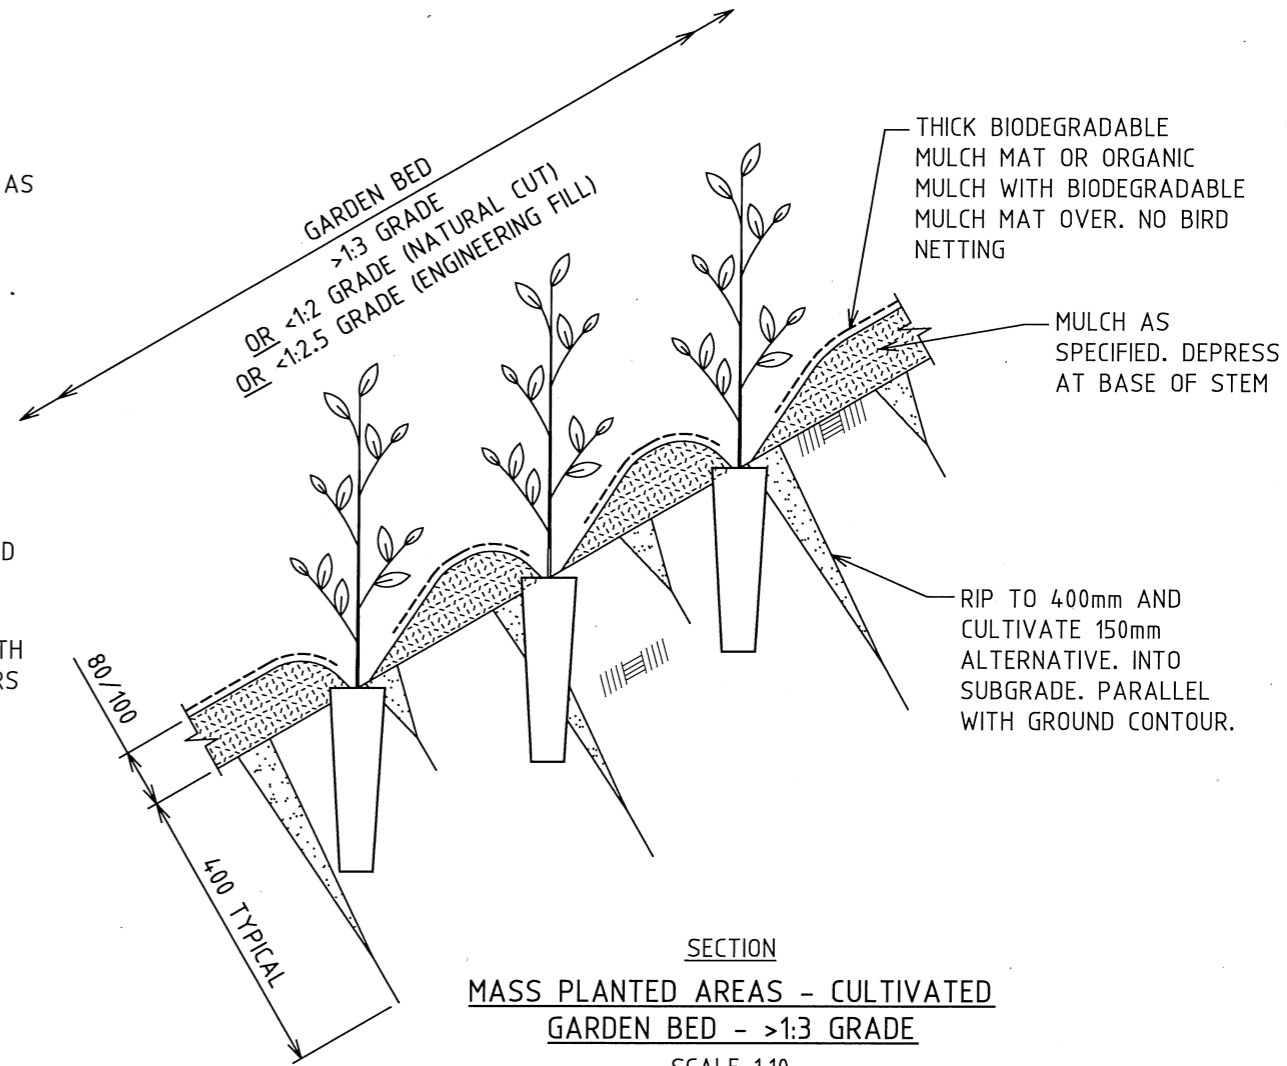 AS
GARDEN BED
>1:3 GRADE
OR <1:2 GRADE (NATURAL CUT)
OR <1:2.5 GRADE (ENGINEERING FILL)
THICK BIODEGRADABLE
MULCH MAT OR ORGANIC
MULCH WITH BIODEGRADABLE
MULCH MAT OVER. NO BIRD
NETTING
MULCH AS
SPECIFIED. DEPRESS
AT BASE OF STEM
D
TH
RS
RIP TO 400mm AND
CULTIVATE 150mm
ALTERNATIVE. INTO
SUBGRADE. PARALLEL
WITH GROUND CONTOUR.
80/100
400 TYPICAL
SECTION
MASS PLANTED AREAS - CULTIVATED
GARDEN BED - >1:3 GRADE
SCALE 1:10